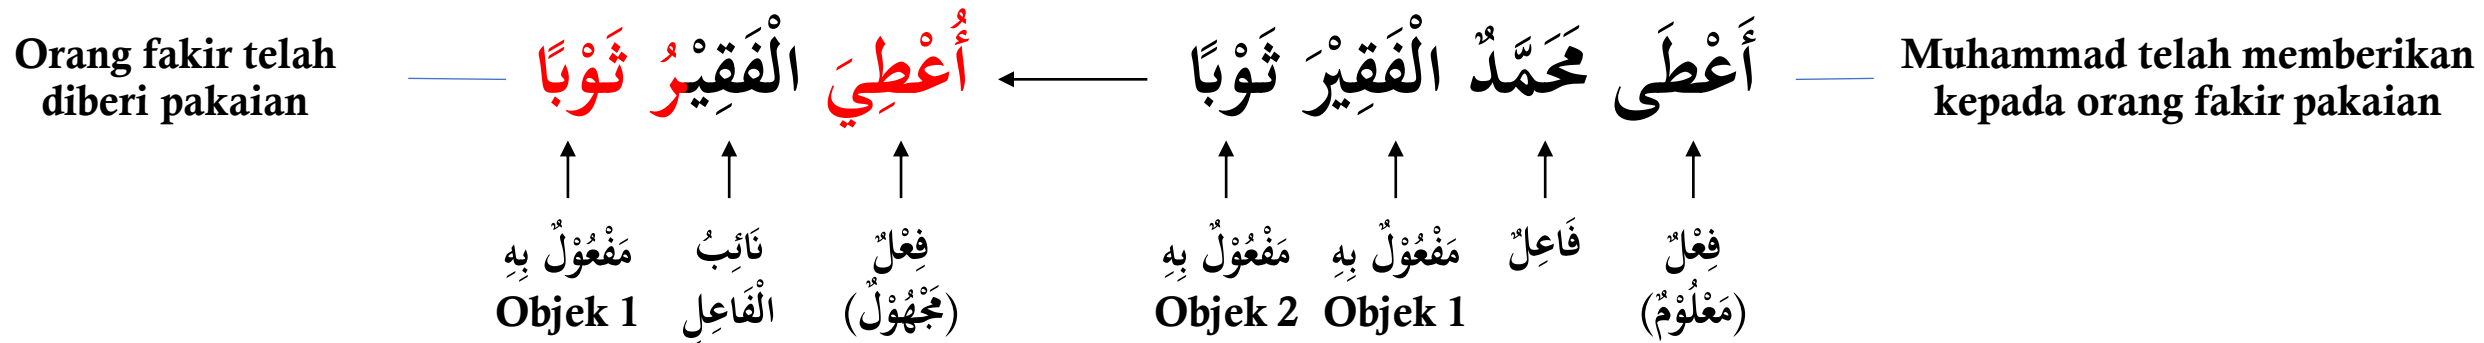 Muhammad telah memberikan
kepada orang fakir pakaian
أَعْطَى مَحَمَّدٌ الْفَقِيْرَ ثَوْبًا
أُعْطِيَ الْفَقِيْرُ ثَوْبًا
Orang fakir telah
diberi pakaian
فِعْلٌ
(مَعْلُوْمٌ)
فَاعِلٌ
مَفْعُوْلٌ بِهِ
Objek 1
مَفْعُوْلٌ بِهِ
Objek 2
فِعْلٌ
(مَجْهُوْلٌ)
نَائِبُ
الْفَاعِلِ
مَفْعُوْلٌ بِهِ
Objek 1